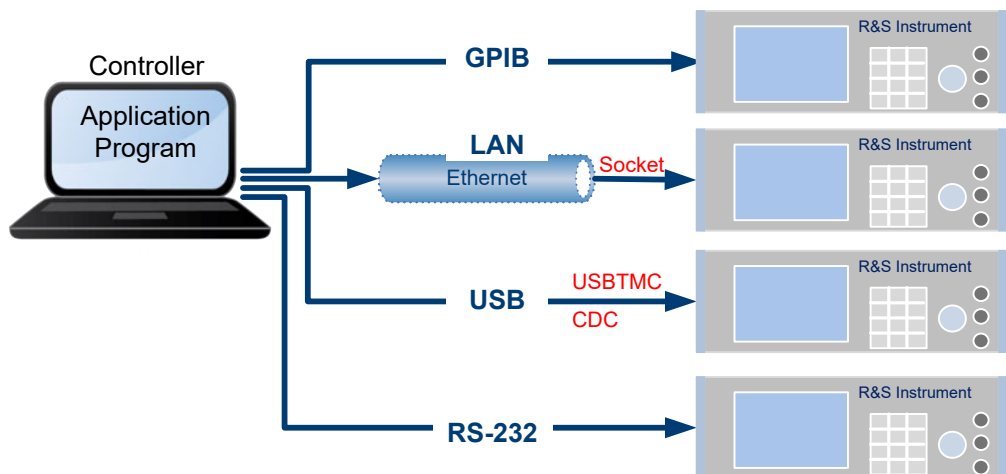 Controller
Application
Program
GPIB
R&S Instrument
LAN
Ethernet
Socket
R&S Instrument
USB
USBTMC
CDC
R&S Instrument
RS-232
R&S Instrument